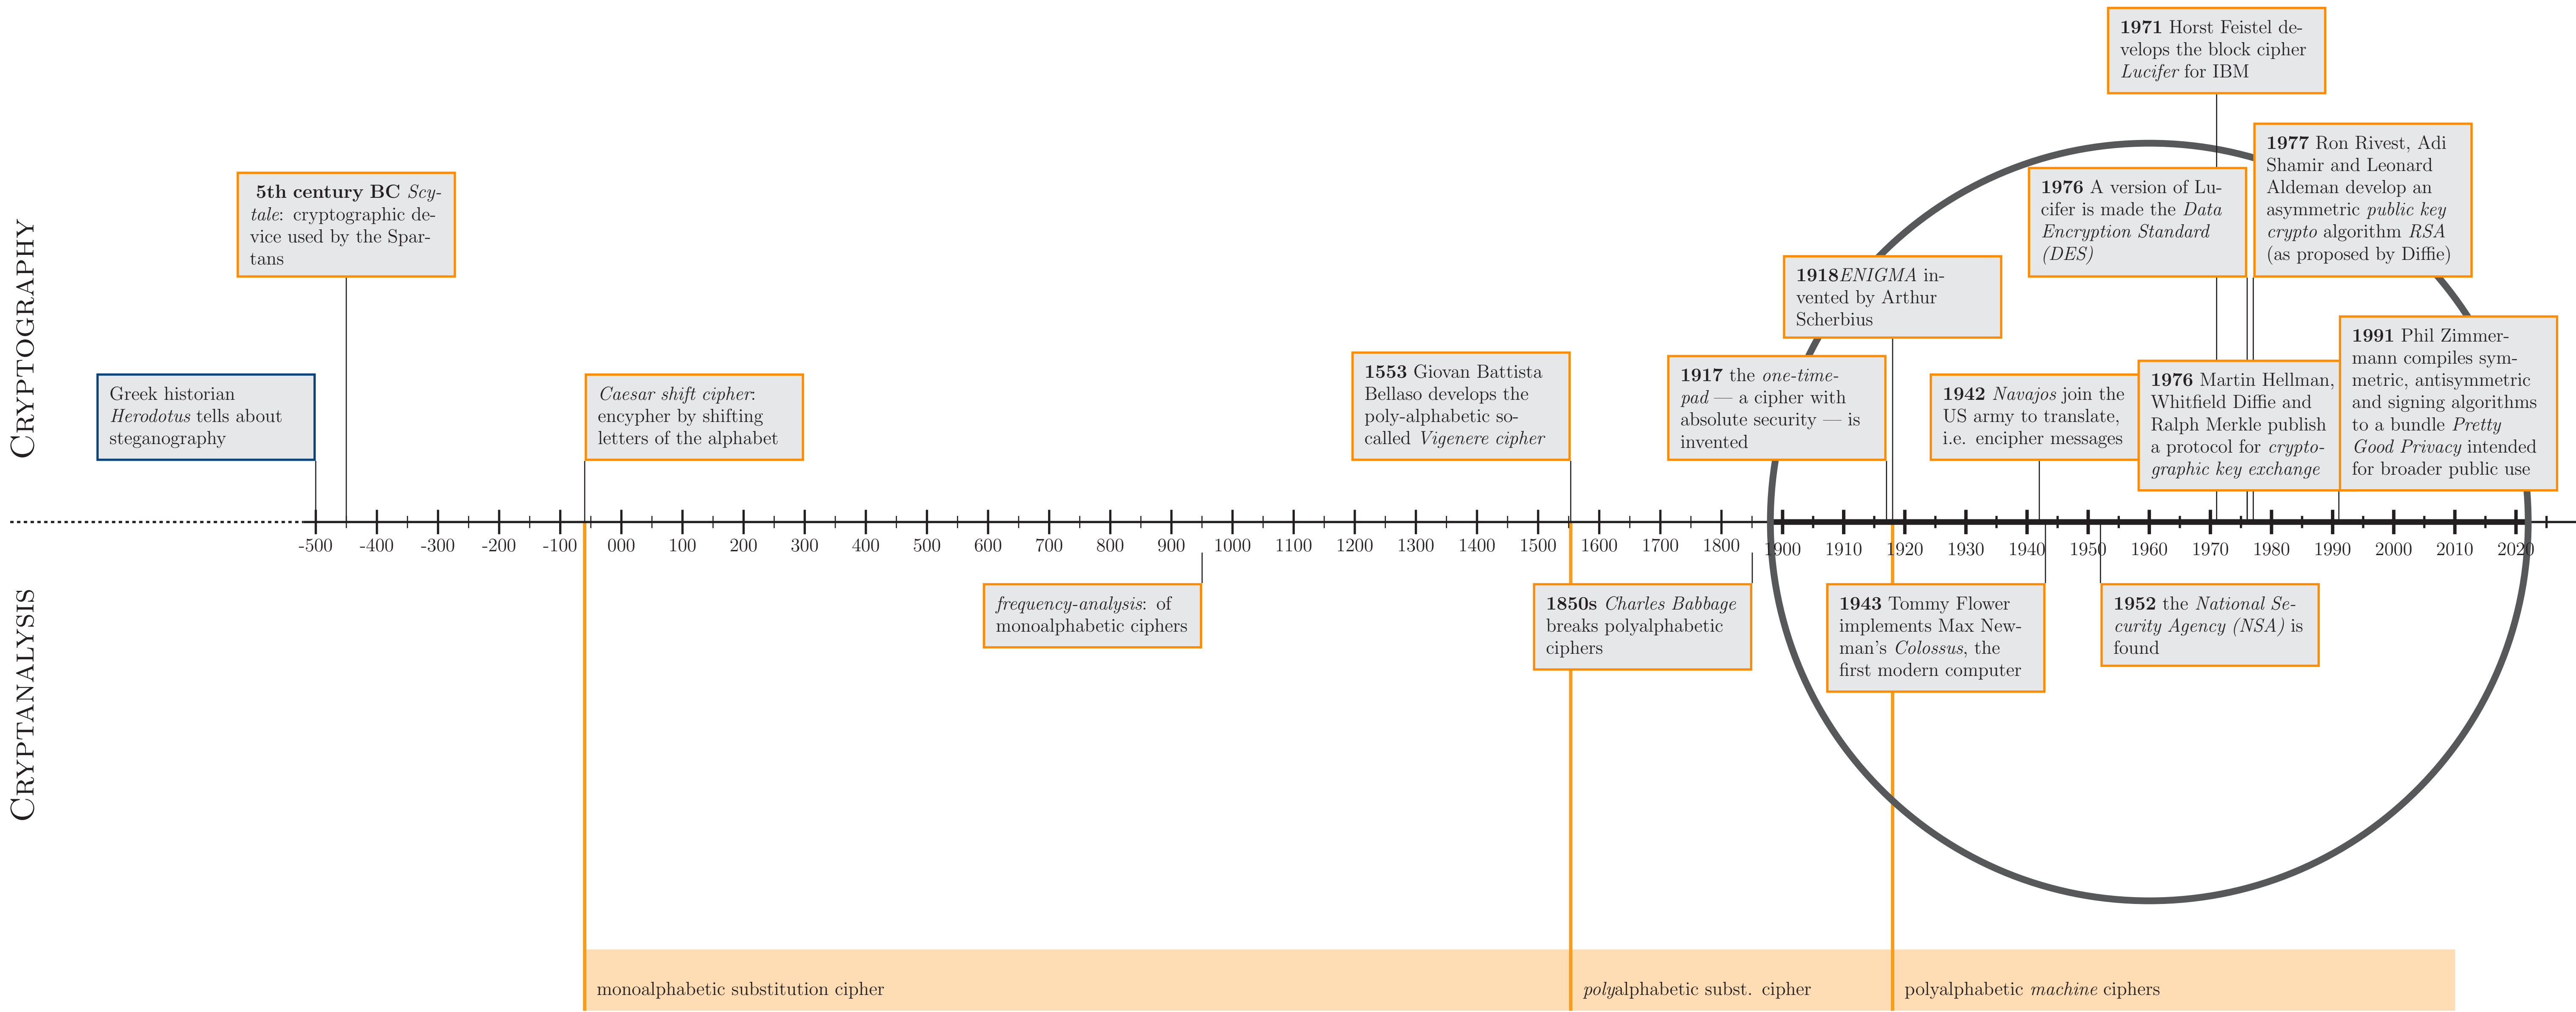 CRYPTOGRAPHY
CRYPTANALYSIS
1971 Horst Feistel de-
velops the block cipher
Lucifer for IBM
1977 Ron Rivest, Adi
Shamir and Leonard
Aldeman develop an
asymmetric public key
crypto algorithm RSA
(as proposed by Diffie)
5th century BC Scy-
tale: cryptographic de-
vice used by the Spar-
tans
1976 A version of Lu-
cifer is made the Data
Encryption Standard
(DES)
1918ENIGMA in-
vented by Arthur
Scherbius
Greek historian
Herodotus tells about
steganography
Caesar shift cipher:
encypher by shifting
letters of the alphabet
1553 Giovan Battista
Bellaso develops the
poly-alphabetic so-
called Vigenere cipher
1917 the one-time-
pad — a cipher with
absolute security — is
invented
1942 Navajos join the
US army to translate,
i.e. encipher messages
1976 Martin Hellman,
Whitfield Diffie and
Ralph Merkle publish
a protocol for crypto-
graphic key exchange
1991 Phil Zimmer-
mann compiles sym-
metric, antisymmetric
and signing algorithms
to a bundle Pretty
Good Privacy intended
for broader public use
-500 -400 -300 -200 -100 000 100 200 300 400 500 600 700 800 900 1000 1100 1200 1300 1400 1500 1600 1700 1800 1900 1910 1920 1930 1940 1950 1960 1970 1980 1990 2000 2010 2020
frequency-analysis: of
monoalphabetic ciphers
1850s Charles Babbage
breaks polyalphabetic
ciphers
1943 Tommy Flower
implements Max New-
man's Colossus, the
first modern computer
1952 the National Se-
curity Agency (NSA) is
found
monoalphabetic substitution cipher
polyalphabetic subst. cipher
polyalphabetic machine ciphers